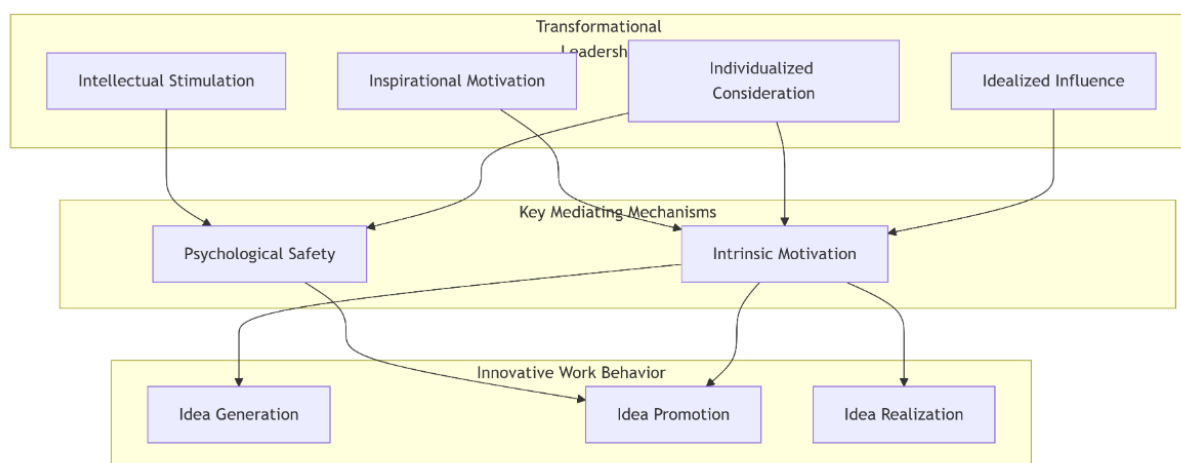 Transformational
Leadersh
Intellectual Stimulation
Inspirational Motivation
Individualized
Consideration
Idealized Influence
Key Mediating Mechanisms
Psychological Safety
Intrinsic Motivation
Innovative Work Behavior
Idea Generation
Idea Promotion
Idea Realization